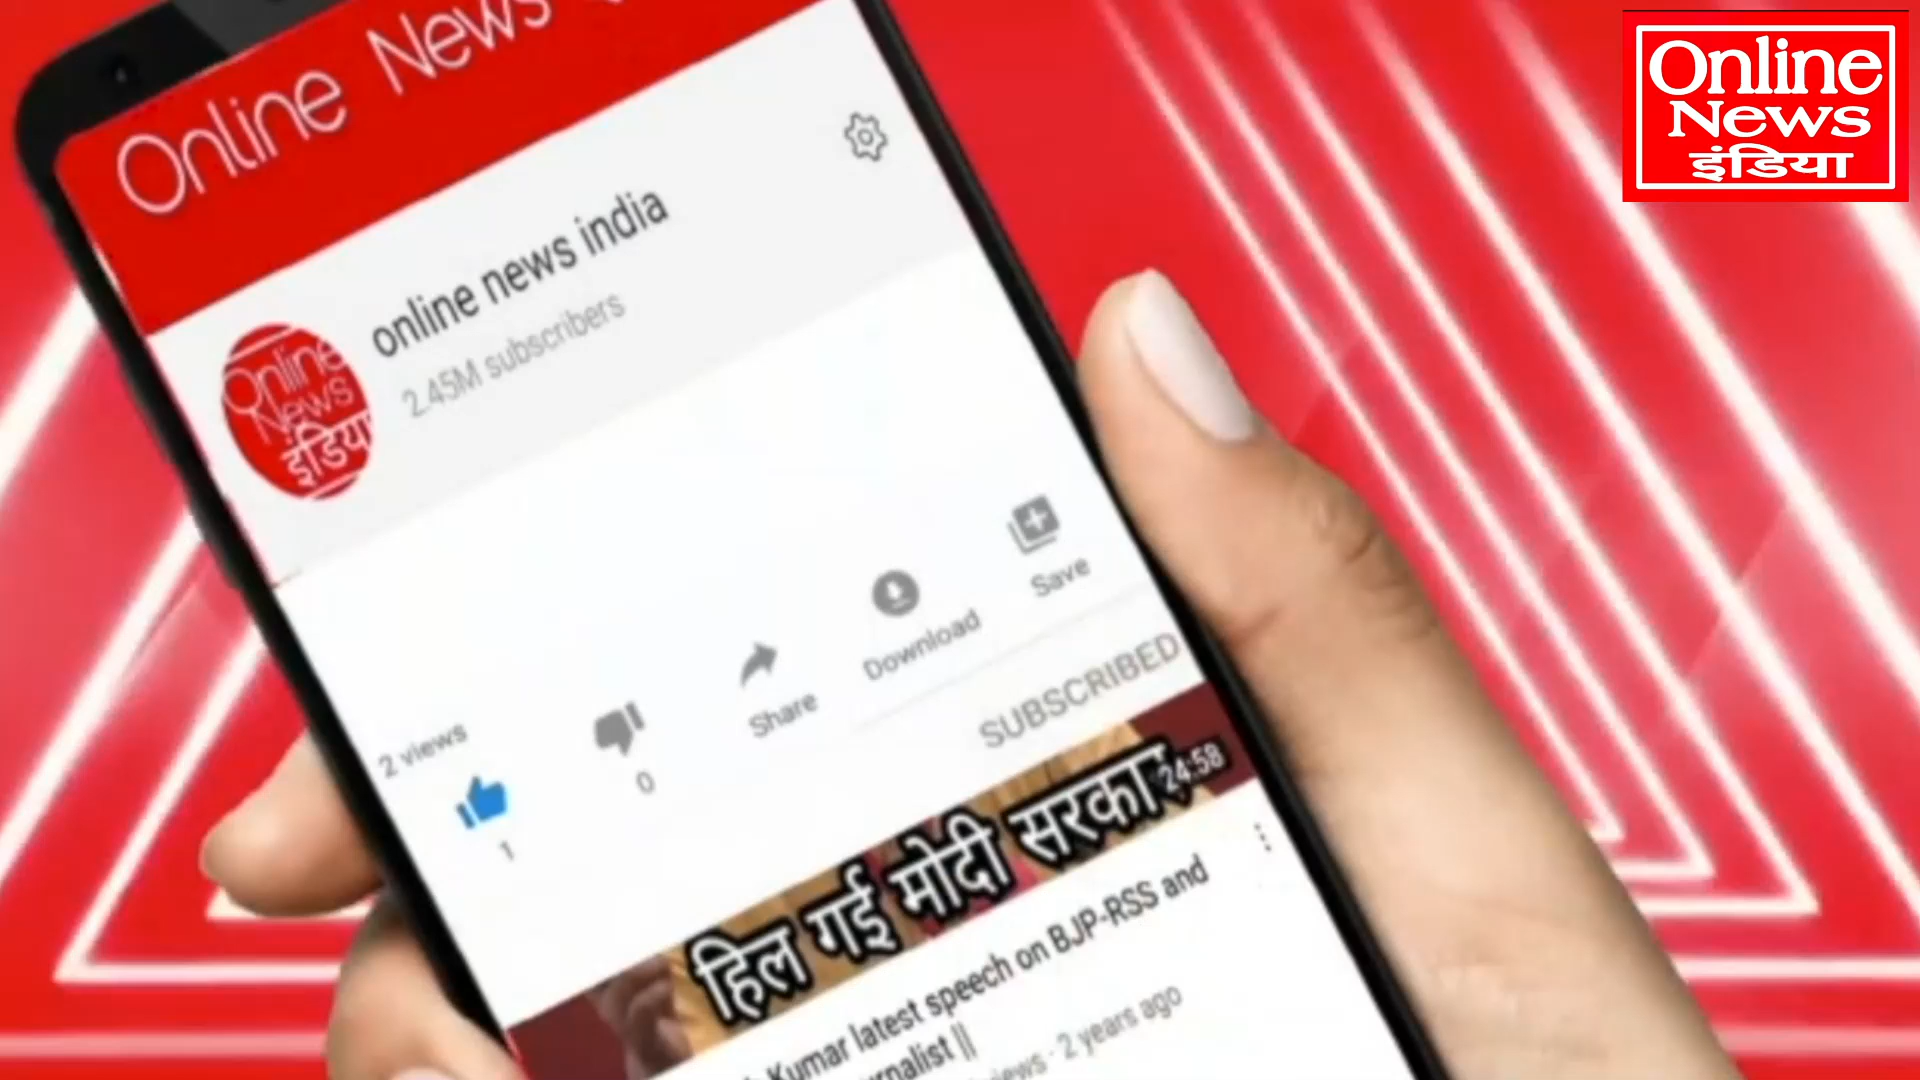 Online News
Online
News
इंडिया
online news india
2.45M subscribers
Online
News
इंडिया
Save
Download
Share
2 views
0
1
SUBSCRIBED
हिल गई मोदी सरकार
24:58
Kumar latest speech on BJP-RSS and
||
2 years ago